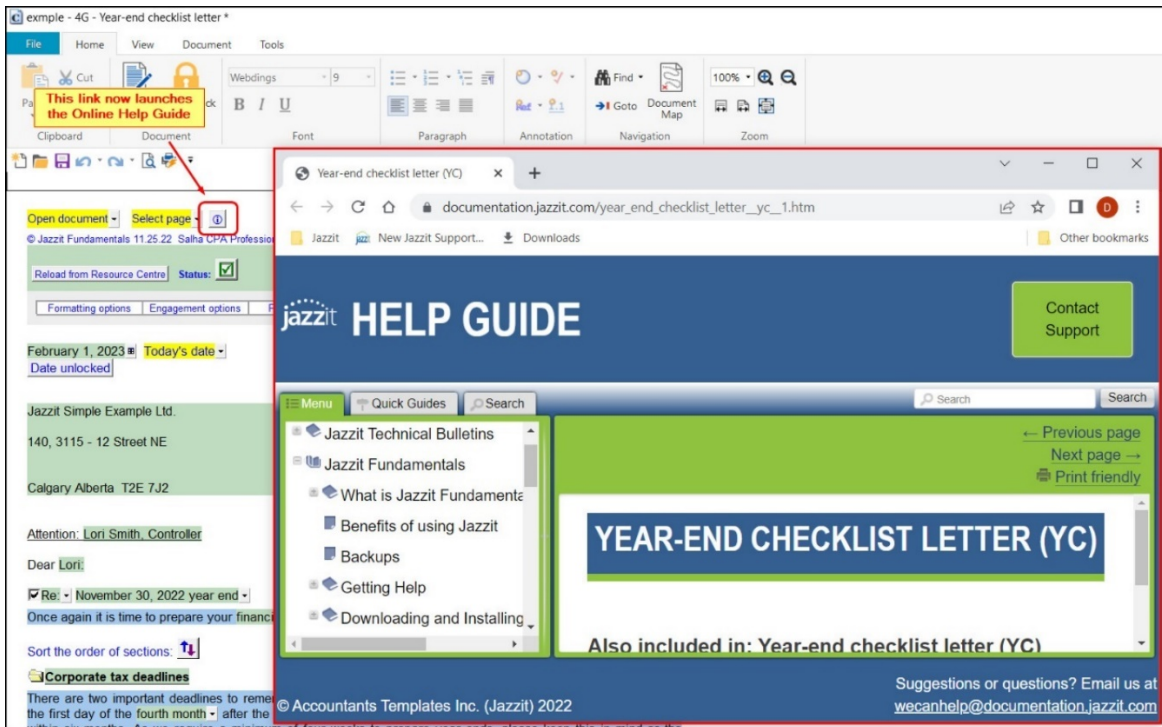 exmple - 4G - Year-end checklist letter *
File Home View Document Tools
Cut
Webdings 9
Find
100%
This link now launches
the Online Help Guide
B I U
Goto
Document
Map
Clipboard Document Font Paragraph Annotation Navigation Zoom
Open document Select page
© Jazzit Fundamentals 11.25.22 Salha CPA
Reload from Resource Centre Status:
Formatting options Engagement options
February 1, 2023 Today's date
Date unlocked
Jazzit Simple Example Ltd.
140, 3115 - 12 Street NE
Calgary Alberta T2E 7J2
Attention: Lori Smith, Controller
Dear Lori:
Re: November 30, 2022 year end
Once again it is time to prepare your
Sort the order of sections:
Corporate tax deadlines
There are two important deadlines to
the first day of the fourth month after the
Year-end checklist letter (YC)
documentation.jazzit.com/year_end_checklist_letter__yc__1.htm
D
Jazzit New Jazzit Support... Downloads Other bookmarks
jazzit HELP GUIDE
Contact
Support
Menu Quick Guides Search
Search Search
Jazzit Technical Bulletins
Jazzit Fundamentals
What is Jazzit
Benefits of using Jazzit
Backups
Getting Help
Downloading and Installing
← Previous page
Next page →
Print friendly
YEAR-END CHECKLIST LETTER (YC)
Also included in: Year-end checklist letter (YC)
Suggestions or questions? Email us at
© Accountants Templates Inc. (Jazzit) 2022 wecanhelp@documentation.jazzit.com